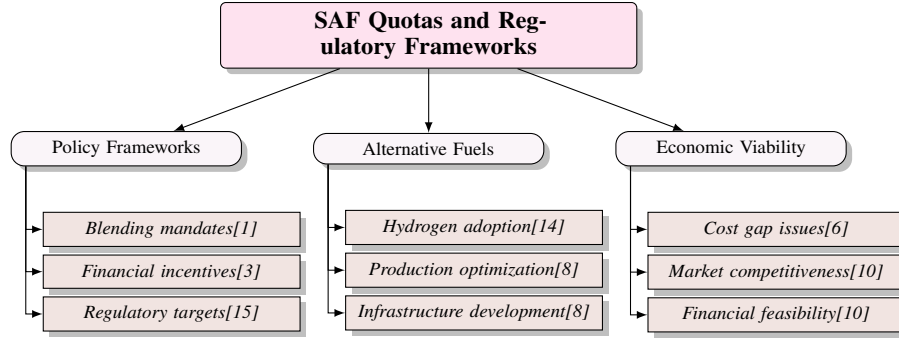 SAF Quotas and Reg-
ulatory Frameworks
Policy Frameworks
Blending mandates[1]
Financial incentives[3]
Regulatory targets[15]
Alternative Fuels
Hydrogen adoption[14]
Production optimization[8]
Infrastructure development[8]
Economic Viability
Cost gap issues[6]
Market competitiveness[10]
Financial feasibility[10]